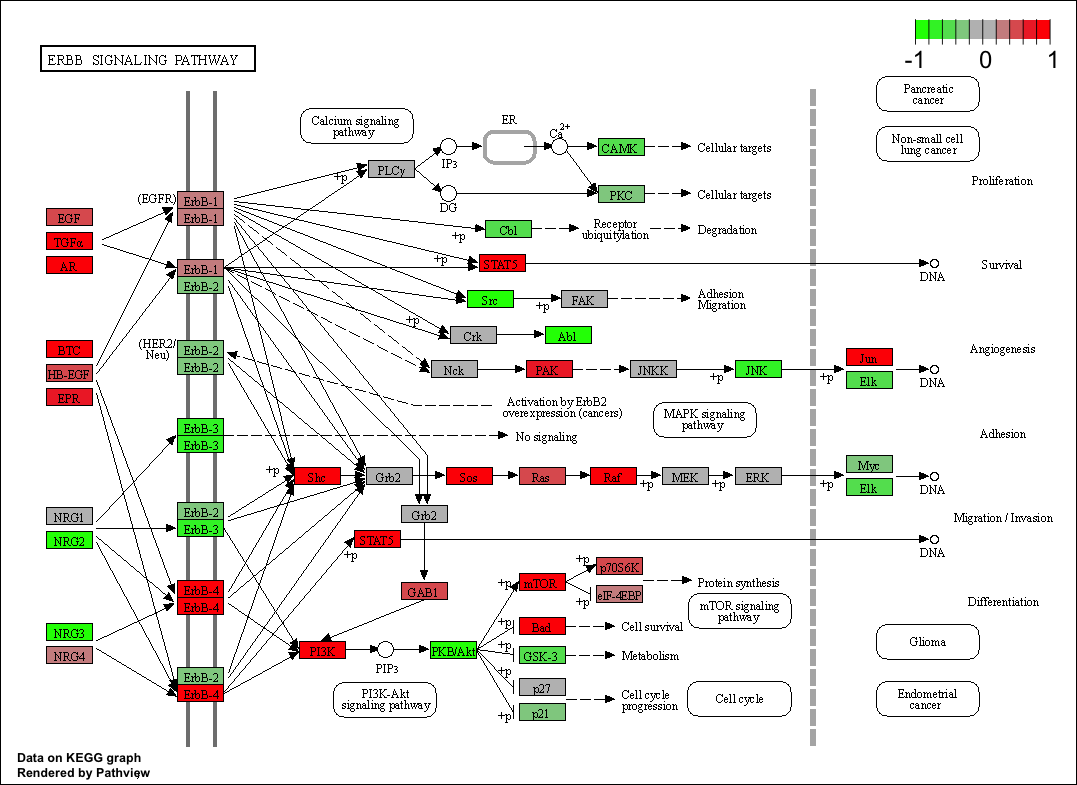 ERBB SIGNALING PATHWAY
-1 0 1
Pancreatic
cancer
Non-small cell
lung cancer
Calcium signaling
pathway
ER
Ca2+
IP3
DG
PLCγ
+p
CAMK
Cellular targets
PKC
Cellular targets
Proliferation
(EGFR)
ErbB-1
ErbB-1
EGF
TGFα
AR
Cbl
+p
Receptor
ubiquitylation
Degradation
ErbB-1
ErbB-2
+p
STAT5
DNA
Survival
Src
+p
FAK
Adhesion
Migration
+p
Crk
Abl
BTC
HB-EGF
EPR
(HER2/
Neu)
ErbB-2
ErbB-2
Nck
PAK
JNKK
+p
JNK
+p
Jun
Elk
DNA
Angiogenesis
Activation by ErbB2
overexpression (cancers)
MAPK signaling
pathway
ErbB-3
ErbB-3
No signaling
Adhesion
+p
Shc
Grb2
Sos
Ras
Raf
+p
MEK
+p
ERK
+p
Myc
Elk
DNA
NRG1
NRG2
ErbB-2
ErbB-3
Grb2
Migration / Invasion
STAT5
+p
DNA
ErbB-4
ErbB-4
GAB1
+p
mTOR
+p
p70S6K
+p
eIF-4EBP
Protein synthesis
mTOR signaling
pathway
Differentiation
NRG3
NRG4
PI3K
PIP3
PKB/Akt
+p
Bad
Cell survival
+p
GSK-3
Metabolism
Glioma
ErbB-2
ErbB-4
PI3K-Akt
signaling pathway
+p
p27
+p
p21
Cell cycle
progression
Cell cycle
Endometrial
cancer
Data on KEGG graph
Rendered by Pathview